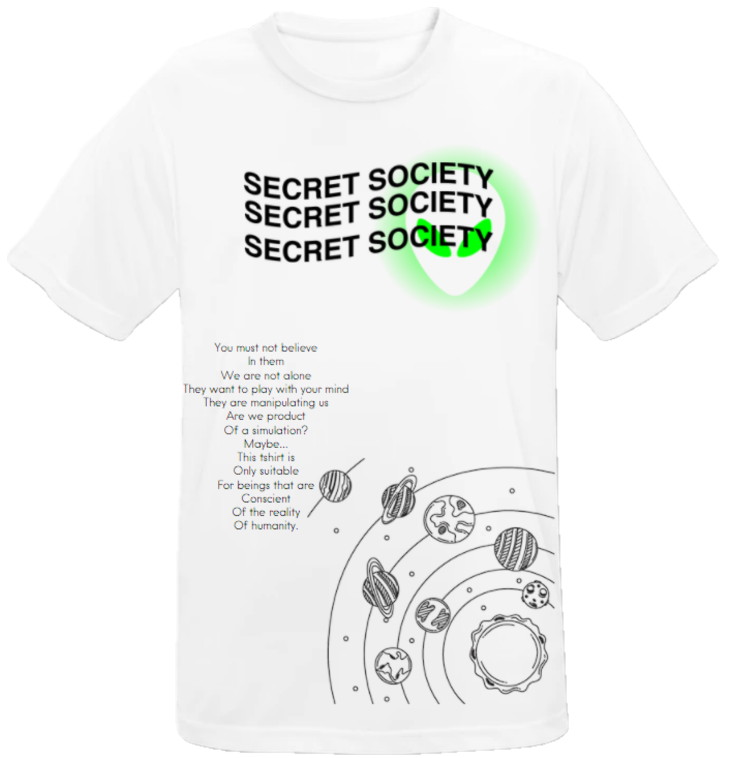 SECRET SOCIETY
SECRET SOCIETY
SECRET SOCIETY
You must not believe
In them
We are not alone
They want to play with your mind
They are manipulating us
Are we product
Of a simulation?
Maybe...
This tshirt is
Only suitable
For beings that are
Conscient
Of the reality
Of humanity.